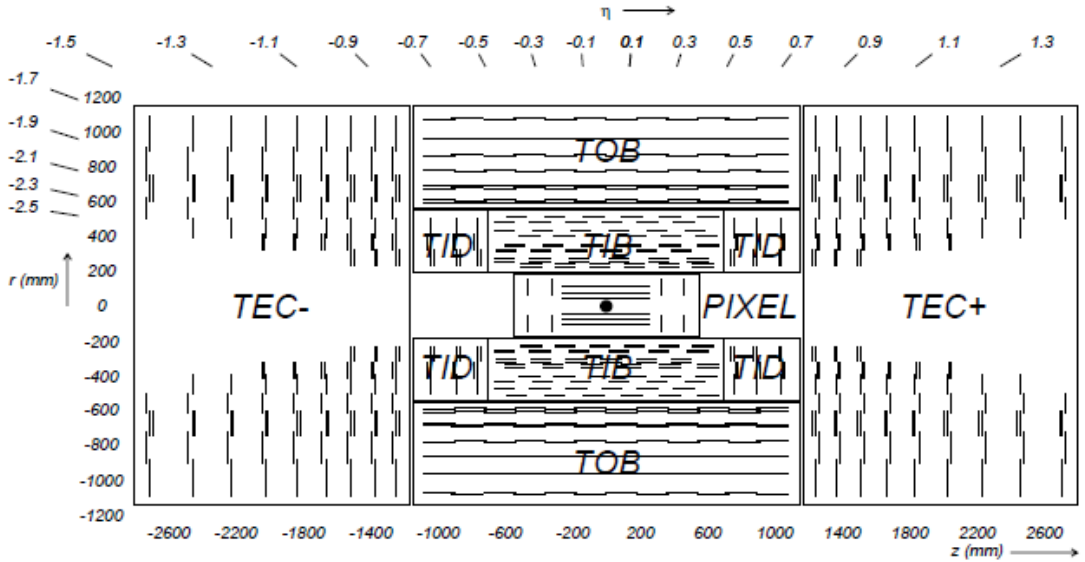 η
-1.5 -1.3 -1.1 -0.9 -0.7 -0.5 -0.3 -0.1 0.1 0.3 0.5 0.7 0.9 1.1 1.3
-1.7
-1.9
-2.1
-2.3
-2.5
1200
1000
800
600
400
200
0
-200
-400
-600
-800
-1000
-1200
r (mm)
TOB
TID TIB TID
TEC- PIXEL TEC+
TID TIB TID
TOB
-2600 -2200 -1800 -1400 -1000 -600 -200 200 600 1000 1400 1800 2200 2600
z (mm)